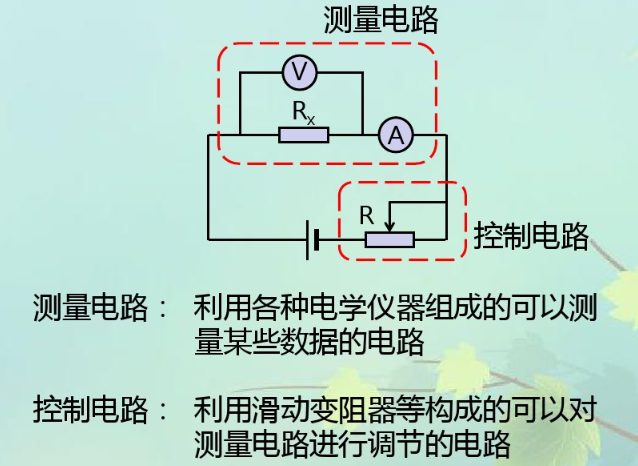 测量电路
V
Rx
A
R
控制电路
测量电路： 利用各种电学仪器组成的可以测
量某些数据的电路
控制电路： 利用滑动变阻器等构成的可以对
测量电路进行调节的电路